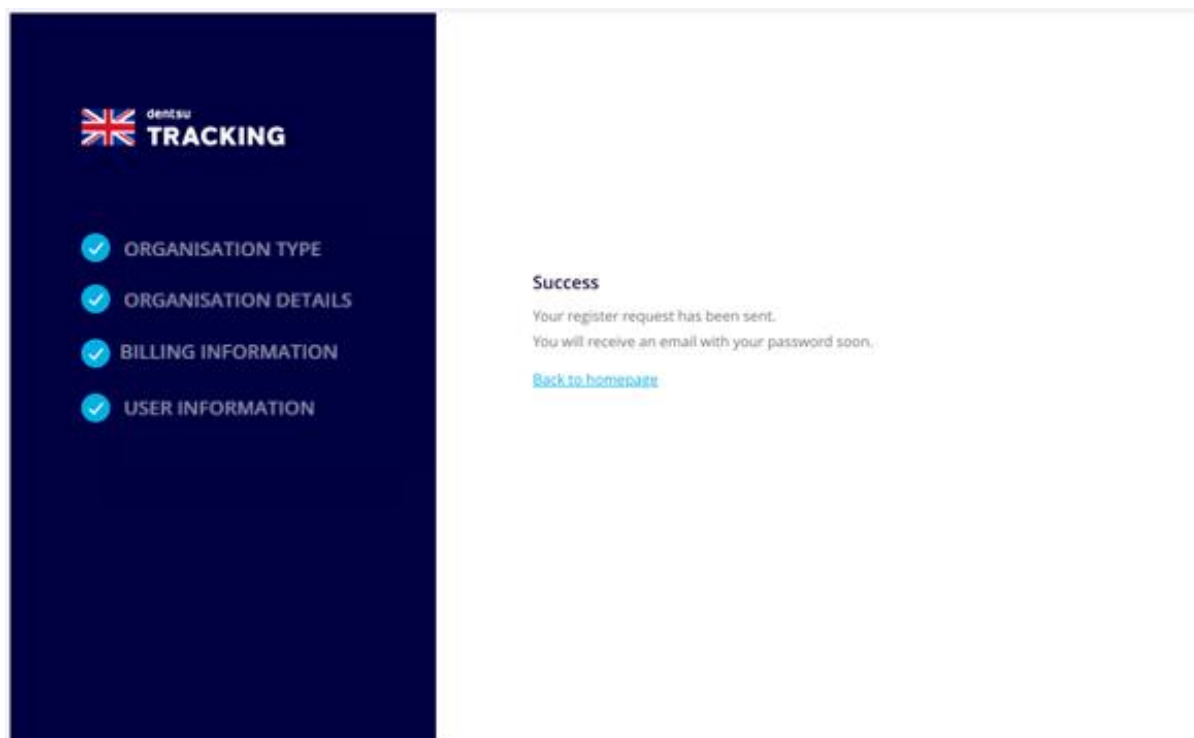 dentsu
TRACKING
ORGANISATION TYPE
ORGANISATION DETAILS
BILLING INFORMATION
USER INFORMATION
Success
Your register request has been sent.
You will receive an email with your password soon.
Back to homepage